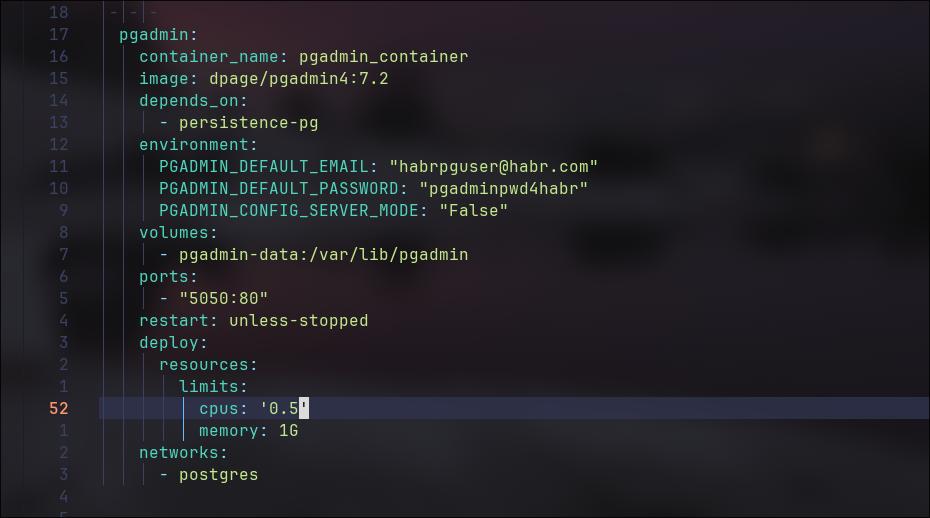 18 - - -
17 pgadmin:
16 container_name: pgadmin_container
15 image: dpage/pgadmin4:7.2
14 depends_on:
13 - persistence-pg
12 environment:
11 PGADMIN_DEFAULT_EMAIL: "habrpguser@habr.com"
10 PGADMIN_DEFAULT_PASSWORD: "pgadminpwd4habr"
9 PGADMIN_CONFIG_SERVER_MODE: "False"
8 volumes:
7 - pgadmin-data:/var/lib/pgadmin
6 ports:
5 - "5050:80"
4 restart: unless-stopped
3 deploy:
2 resources:
1 limits:
52 cpus: '0.5'
1 memory: 1G
2 networks:
3 - postgres
4
5